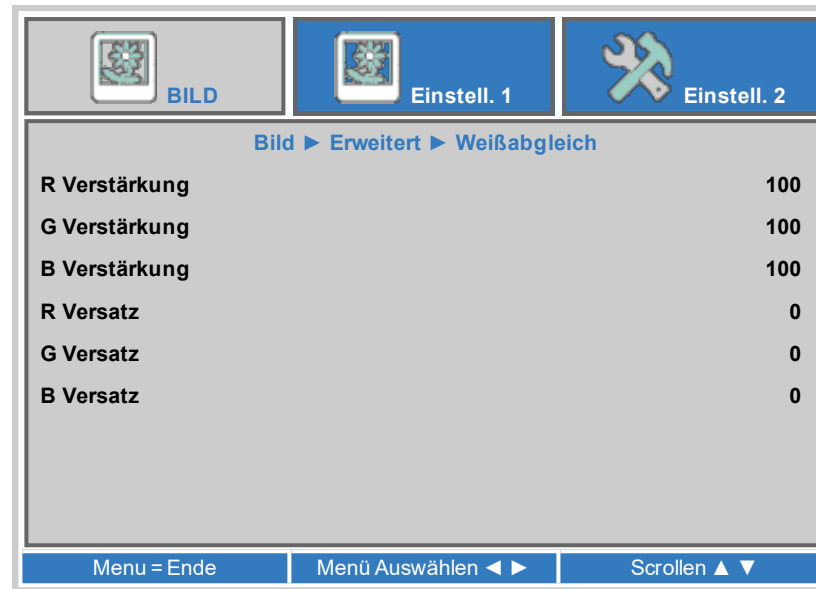 BILD
Einstell. 1
Einstell. 2
Bild ► Erweitert ► Weißabgleich
R Verstärkung 100
G Verstärkung 100
B Verstärkung 100
R Versatz 0
G Versatz 0
B Versatz 0
Menu = Ende
Menü Auswählen ◄ ►
Scrollen ▲ ▼